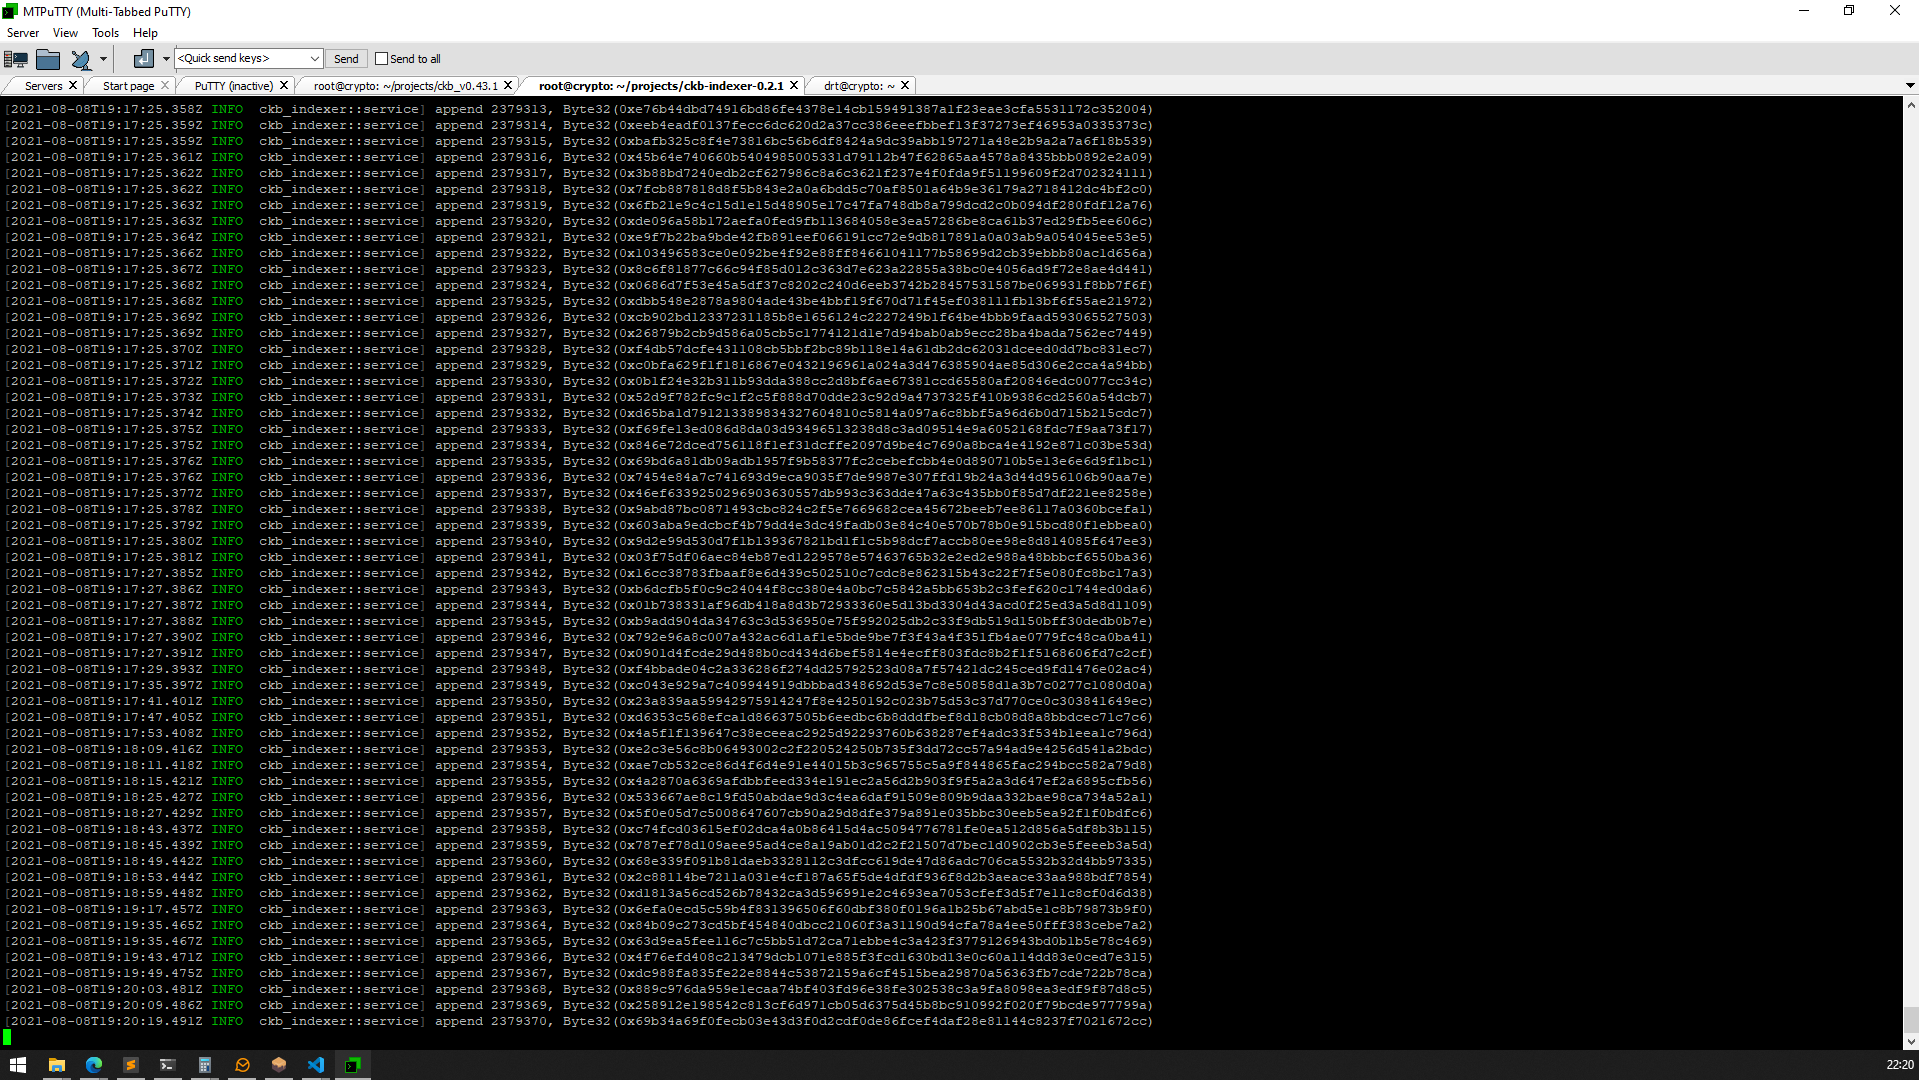 MTPuTTY (Multi-Tabbed PuTTY)
Server View Tools Help
<Quick send keys> Send Send to all
Servers Start page PuTTY (inactive) root@crypto: ~/projects/ckb_v0.43.1 root@crypto: ~/projects/ckb-indexer-0.2.1 drt@crypto: ~
[2021-08-08T19:17:25.358Z INFO ckb_indexer::service] append 2379313, Byte32(0xe76b44dbd74916bd86fe4378e14cb159491387a1f23eae3cfa5531172c352004)
[2021-08-08T19:17:25.359Z INFO ckb_indexer::service] append 2379314, Byte32(0xeeb4eadf0137fecc6dc620d2a37cc386eeefbbef13f37273ef46953a0335373c)
[2021-08-08T19:17:25.359Z INFO ckb_indexer::service] append 2379315, Byte32(0xbafb325c8f4e73816bc56b6df8424a9dc39abb197271a48e2b9a2a7a6f18b539)
[2021-08-08T19:17:25.361Z INFO ckb_indexer::service] append 2379316, Byte32(0x45b64e740660b5404985005331d79112b47f62865aa4578a8435bbb0892e2a09)
[2021-08-08T19:17:25.362Z INFO ckb_indexer::service] append 2379317, Byte32(0x3b88bd7240edb2cf627986c8a6c3621f237e4f0fda9f51199609f2d702324111)
[2021-08-08T19:17:25.362Z INFO ckb_indexer::service] append 2379318, Byte32(0x7fcb887818d8f5b843e2a0a6bdd5c70af8501a64b9e36179a2718412dc4bf2c0)
[2021-08-08T19:17:25.363Z INFO ckb_indexer::service] append 2379319, Byte32(0x6fb21e9c4c15d1e15d48905e17c47fa748db8a799dcd2c0b094df280fdf12a76)
[2021-08-08T19:17:25.363Z INFO ckb_indexer::service] append 2379320, Byte32(0xde096a58b172aefa0fed9fb113684058e3ea57286be8ca61b37ed29fb5ee606c)
[2021-08-08T19:17:25.364Z INFO ckb_indexer::service] append 2379321, Byte32(0xe9f7b22ba9bde42fb891eef066191cc72e9db817891a0a03ab9a054045ee53e5)
[2021-08-08T19:17:25.366Z INFO ckb_indexer::service] append 2379322, Byte32(0x103496583ce0e092be4f92e88ff84661041177b58699d2cb39ebbb80ac1d656a)
[2021-08-08T19:17:25.367Z INFO ckb_indexer::service] append 2379323, Byte32(0x8c6f81877c66c94f85d012c363d7e623a22855a38bc0e4056ad9f72e8ae4d441)
[2021-08-08T19:17:25.368Z INFO ckb_indexer::service] append 2379324, Byte32(0x0686d7f53e45a5df37c8202c240d6eeb3742b28457531587be069931f8bb7f6f)
[2021-08-08T19:17:25.368Z INFO ckb_indexer::service] append 2379325, Byte32(0xdbb548e2878a9804ade43be4bbf19f670d71f45ef038111fb13bf6f55ae21972)
[2021-08-08T19:17:25.369Z INFO ckb_indexer::service] append 2379326, Byte32(0xcb902bd12337231185b8e1656124c2227249b1f64be4bbb9faad593065527503)
[2021-08-08T19:17:25.369Z INFO ckb_indexer::service] append 2379327, Byte32(0x26879b2cb9d586a05cb5c1774121d1e7d94bab0ab9ecc28ba4bada7562ec7449)
[2021-08-08T19:17:25.370Z INFO ckb_indexer::service] append 2379328, Byte32(0xf4db57dcfe431108cb5bbf2bc89b118e14a61db2dc62031dceed0dd7bc831ec7)
[2021-08-08T19:17:25.371Z INFO ckb_indexer::service] append 2379329, Byte32(0xc0bfa629f1f1816867e0432196961a024a3d476385904ae85d306e2cca4a94bb)
[2021-08-08T19:17:25.372Z INFO ckb_indexer::service] append 2379330, Byte32(0x0b1f24e32b311b93dda388cc2d8bf6ae67381ccd65580af20846edc0077cc34c)
[2021-08-08T19:17:25.373Z INFO ckb_indexer::service] append 2379331, Byte32(0x52d9f782fc9c1f2c5f888d70dde23c92d9a4737325f410b9386cd2560a54dcb7)
[2021-08-08T19:17:25.374Z INFO ckb_indexer::service] append 2379332, Byte32(0xd65ba1d791213389834327604810c5814a097a6c8bbf5a96d6b0d715b215cdc7)
[2021-08-08T19:17:25.375Z INFO ckb_indexer::service] append 2379333, Byte32(0xf69fe13ed086d8da03d93496513238d8c3ad09514e9a6052168fdc7f9aa73f17)
[2021-08-08T19:17:25.375Z INFO ckb_indexer::service] append 2379334, Byte32(0x846e72dced756118f1ef31dcffe2097d9be4c7690a8bca4e4192e871c03be53d)
[2021-08-08T19:17:25.376Z INFO ckb_indexer::service] append 2379335, Byte32(0x69bd6a81db09adb1957f9b58377fc2cebefcbb4e0d890710b5e13e6e6d9f1bc1)
[2021-08-08T19:17:25.376Z INFO ckb_indexer::service] append 2379336, Byte32(0x7454e84a7c741693d9eca9035f7de9987e307ffd19b24a3d44d956106b90aa7e)
[2021-08-08T19:17:25.377Z INFO ckb_indexer::service] append 2379337, Byte32(0x46ef6339250296903630557db993c363dde47a63c435bb0f85d7df221ee8258e)
[2021-08-08T19:17:25.378Z INFO ckb_indexer::service] append 2379338, Byte32(0x9abd87bc0871493cbc824c2f5e7669682cea45672beeb7ee86117a0360bcefa1)
[2021-08-08T19:17:25.379Z INFO ckb_indexer::service] append 2379339, Byte32(0x603aba9edcbcf4b79dd4e3dc49fadb03e84c40e570b78b0e915bcd80f1ebbea0)
[2021-08-08T19:17:25.380Z INFO ckb_indexer::service] append 2379340, Byte32(0x9d2e99d530d7f1b139367821bd1f1c5b98dcf7accb80ee98e8d814085f647ee3)
[2021-08-08T19:17:25.381Z INFO ckb_indexer::service] append 2379341, Byte32(0x03f75df06aec84eb87ed1229578e57463765b32e2ed2e988a48bbbcf6550ba36)
[2021-08-08T19:17:27.385Z INFO ckb_indexer::service] append 2379342, Byte32(0x16cc38783fbaaf8e6d439c502510c7cdc8e862315b43c22f7f5e080fc8bc17a3)
[2021-08-08T19:17:27.386Z INFO ckb_indexer::service] append 2379343, Byte32(0xb6dcfb5f0c9c24044f8cc380e4a0bc7c5842a5bb653b2c3fef620c1744ed0da6)
[2021-08-08T19:17:27.387Z INFO ckb_indexer::service] append 2379344, Byte32(0x01b738331af96db418a8d3b72933360e5d13bd3304d43acd0f25ed3a5d8d1109)
[2021-08-08T19:17:27.388Z INFO ckb_indexer::service] append 2379345, Byte32(0xb9add904da34763c3d536950e75f992025db2c33f9db519d150bff30dedb0b7e)
[2021-08-08T19:17:27.390Z INFO ckb_indexer::service] append 2379346, Byte32(0x792e96a8c007a432ac6d1af1e5bde9be7f3f43a4f351fb4ae0779fc48ca0ba41)
[2021-08-08T19:17:27.391Z INFO ckb_indexer::service] append 2379347, Byte32(0x0901d4fcde29d488b0cd434d6bef5814e4ecff803fdc8b2f1f5168606fd7c2cf)
[2021-08-08T19:17:29.393Z INFO ckb_indexer::service] append 2379348, Byte32(0xf4bbade04c2a336286f274dd25792523d08a7f57421dc245ced9fd1476e02ac4)
[2021-08-08T19:17:35.397Z INFO ckb_indexer::service] append 2379349, Byte32(0xc043e929a7c409944919dbbbad348692d53e7c8e50858d1a3b7c0277c1080d0a)
[2021-08-08T19:17:41.401Z INFO ckb_indexer::service] append 2379350, Byte32(0x23a839aa59942975914247f8e4250192c023b75d53c37d770ce0c303841649ec)
[2021-08-08T19:17:47.405Z INFO ckb_indexer::service] append 2379351, Byte32(0xd6353c568efca1d86637505b6eedbc6b8dddfbef8d18cb08d8a8bbdcec71c7c6)
[2021-08-08T19:17:53.408Z INFO ckb_indexer::service] append 2379352, Byte32(0x4a5f1f139647c38eceeac2925d92293760b638287ef4adc33f534b1eea1c796d)
[2021-08-08T19:18:09.416Z INFO ckb_indexer::service] append 2379353, Byte32(0xe2c3e56c8b06493002c2f220524250b735f3dd72cc57a94ad9e4256d541a2bdc)
[2021-08-08T19:18:11.418Z INFO ckb_indexer::service] append 2379354, Byte32(0xae7cb532ce86d4f6d4e91e44015b3c965755c5a9f844865fac294bcc582a79d8)
[2021-08-08T19:18:15.421Z INFO ckb_indexer::service] append 2379355, Byte32(0x4a2870a6369afdbbfeed334e191ec2a56d2b903f9f5a2a3d647ef2a6895cfb56)
[2021-08-08T19:18:25.427Z INFO ckb_indexer::service] append 2379356, Byte32(0x533667ae8c19fd50abdae9d3c4ea6daf91509e809b9daa332bae98ca734a52a1)
[2021-08-08T19:18:27.429Z INFO ckb_indexer::service] append 2379357, Byte32(0x5f0e05d7c5008647607cb90a29d8dfe379a891e035bbc30eeb5ea92f1f0bdfc6)
[2021-08-08T19:18:43.437Z INFO ckb_indexer::service] append 2379358, Byte32(0xc74fcd03615ef02dca4a0b86415d4ac5094776781fe0ea512d856a5df8b3b115)
[2021-08-08T19:18:45.439Z INFO ckb_indexer::service] append 2379359, Byte32(0x787ef78d109aee95ad4ce8a19ab01d2c2f21507d7bec1d0902cb3e5feeeb3a5d)
[2021-08-08T19:18:49.442Z INFO ckb_indexer::service] append 2379360, Byte32(0x68e339f091b81daeb3328112c3dfcc619de47d86adc706ca5532b32d4bb97335)
[2021-08-08T19:18:53.444Z INFO ckb_indexer::service] append 2379361, Byte32(0x2c88114be7211a031e4cf187a65f5de4dfdf936f8d2b3aeace33aa988bdf7854)
[2021-08-08T19:18:59.448Z INFO ckb_indexer::service] append 2379362, Byte32(0xd1813a56cd526b78432ca3d596991e2c4693ea7053cfef3d5f7e11c8cf0d6d38)
[2021-08-08T19:19:17.457Z INFO ckb_indexer::service] append 2379363, Byte32(0x6efa0ecd5c59b4f831396506f60dbf380f0196a1b25b67abd5e1c8b79873b9f0)
[2021-08-08T19:19:35.465Z INFO ckb_indexer::service] append 2379364, Byte32(0x84b09c273cd5bf454840dbcc21060f3a31190d94cfa78a4ee50fff383cebe7a2)
[2021-08-08T19:19:35.467Z INFO ckb_indexer::service] append 2379365, Byte32(0x63d9ea5fee116c7c5bb51d72ca71ebbe4c3a423f3779126943bd0b1b5e78c469)
[2021-08-08T19:19:43.471Z INFO ckb_indexer::service] append 2379366, Byte32(0x4f76efd408c213479dcb1071e885f3fcd1630bd13e0c60a114dd83e0ced7e315)
[2021-08-08T19:19:49.475Z INFO ckb_indexer::service] append 2379367, Byte32(0xdc988fa835fe22e8844c53872159a6cf4515bea29870a56363fb7cde722b78ca)
[2021-08-08T19:20:03.481Z INFO ckb_indexer::service] append 2379368, Byte32(0x889c976da959e1ecaa74bf403fd96e38fe302538c3a9fa8098ea3edf9f87d8c5)
[2021-08-08T19:20:09.486Z INFO ckb_indexer::service] append 2379369, Byte32(0x258912e198542c813cf6d971cb05d6375d45b8bc910992f020f79bcde977799a)
[2021-08-08T19:20:19.491Z INFO ckb_indexer::service] append 2379370, Byte32(0x69b34a69f0fecb03e43d3f0d2cdf0de86fcef4daf28e81144c8237f7021672cc)
22:20